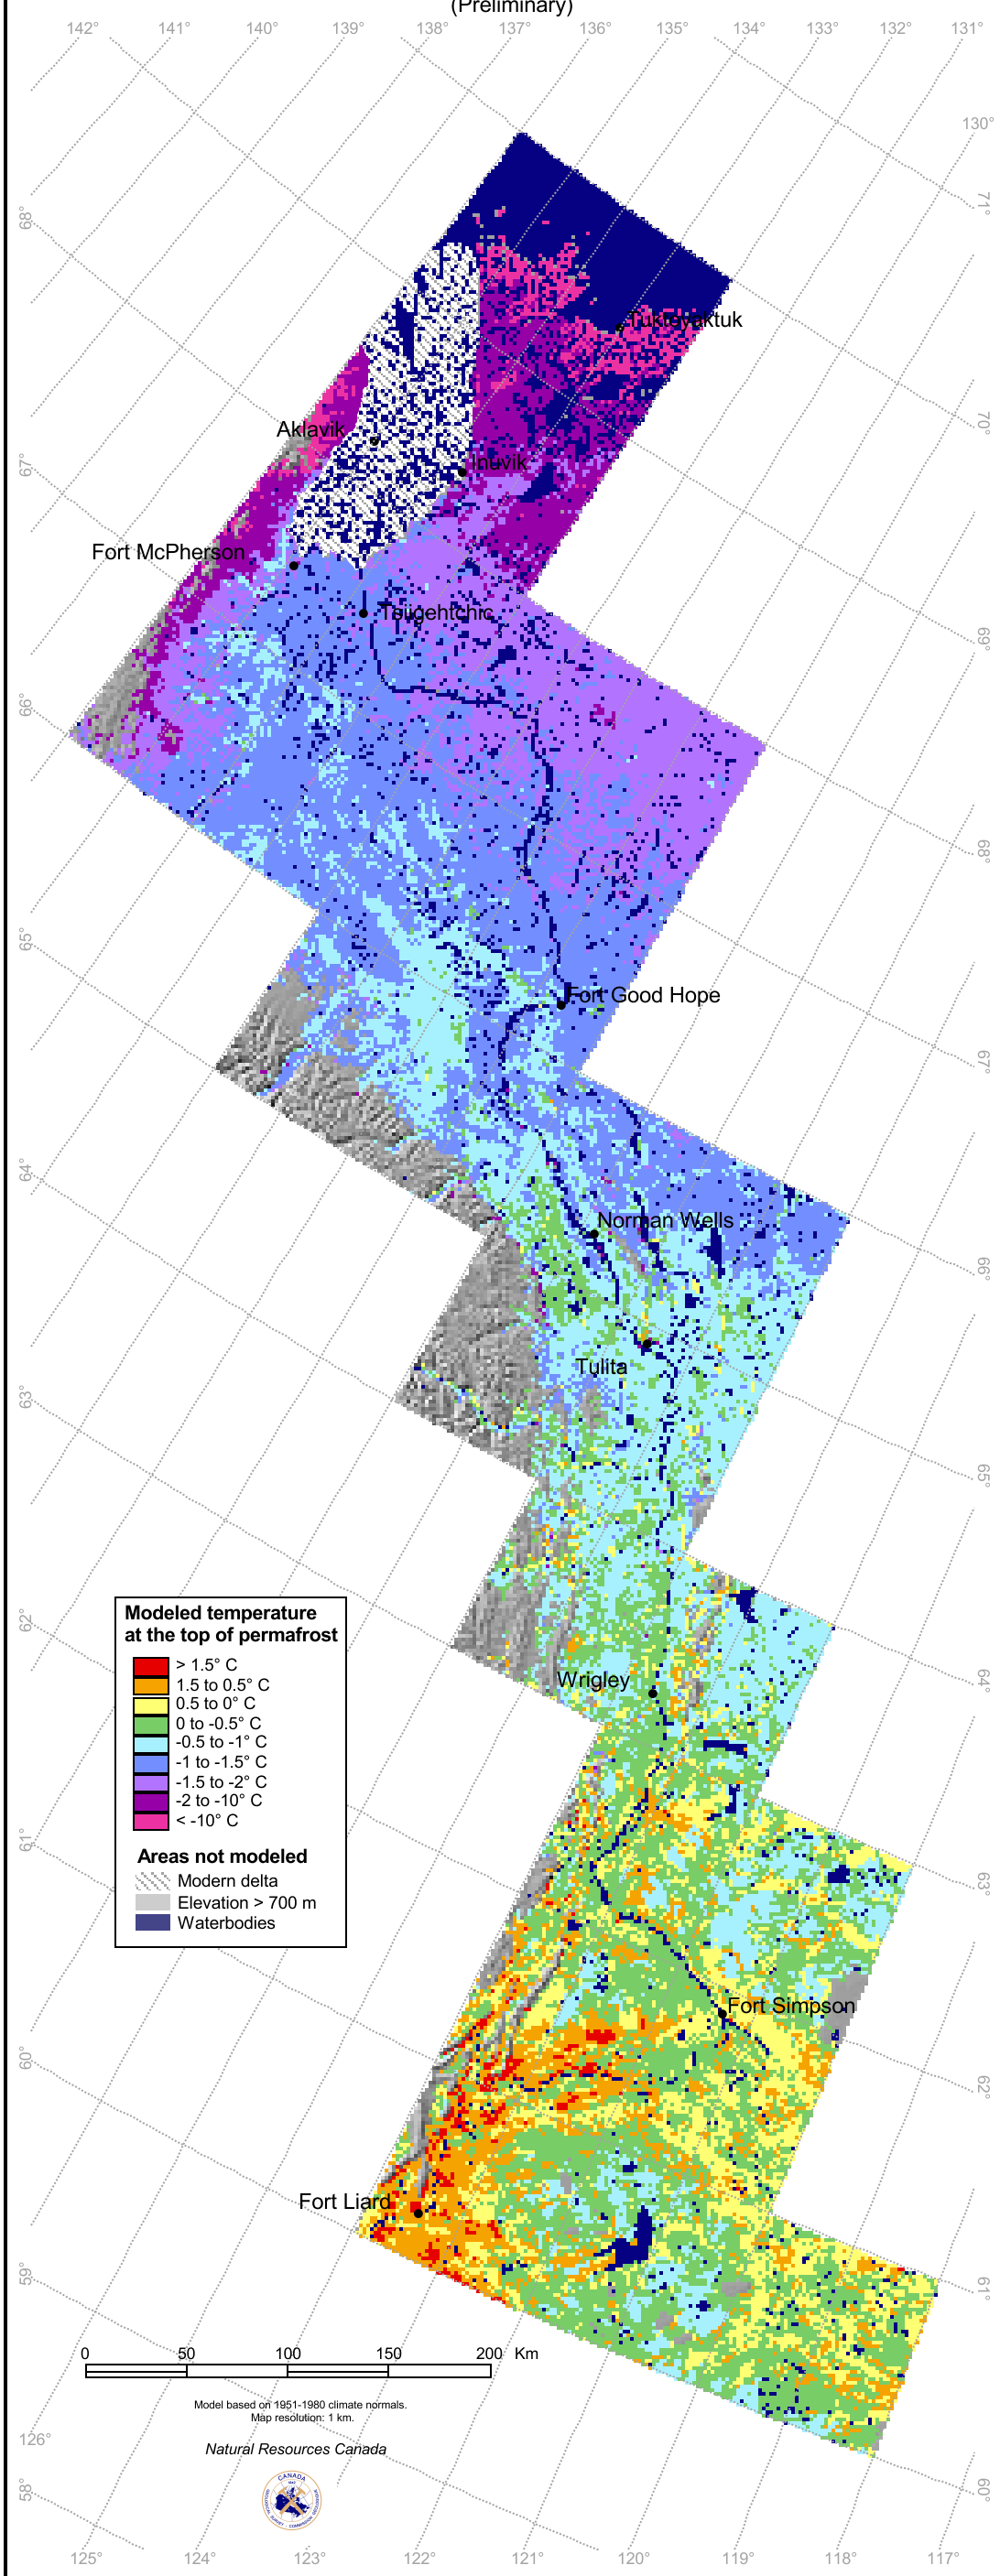 (Preliminary)
142° 141° 140° 139° 138° 137° 136° 135° 134° 133° 132° 131°
130°
71°
68°
Tuktoyaktuk
70°
Aklavik
Inuvik
67°
Fort McPherson
Tsiigehtchic
69°
66°
68°
65°
Fort Good Hope
67°
64°
Norman Wells
66°
Tulita
63°
65°
62°
Modeled temperature
at the top of permafrost
> 1.5° C
1.5 to 0.5° C
0.5 to 0° C
0 to -0.5° C
-0.5 to -1° C
-1 to -1.5° C
-1.5 to -2° C
-2 to -10° C
< -10° C
Areas not modeled
Modern delta
Elevation > 700 m
Waterbodies
Wrigley
64°
61°
63°
Fort Simpson
60°
62°
Fort Liard
59°
61°
0 50 100 150 200 Km
Model based on 1951-1980 climate normals.
Map resolution: 1 km.
Natural Resources Canada
CANADA
126°
58°
60°
125° 124° 123° 122° 121° 120° 119° 118° 117°